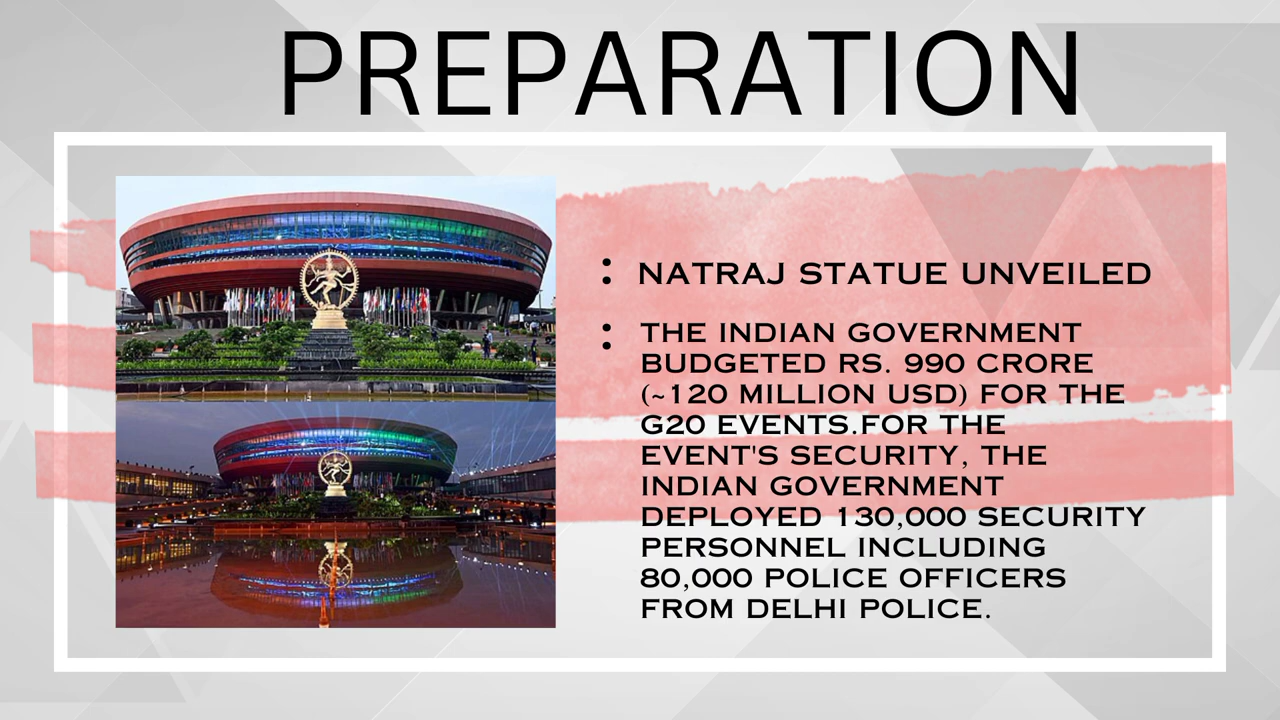 PREPARATION
: NATRAJ STATUE UNVEILED
: THE INDIAN GOVERNMENT
BUDGETED RS. 990 CRORE
(~120 MILLION USD) FOR THE
G20 EVENTS.FOR THE
EVENT'S SECURITY, THE
INDIAN GOVERNMENT
DEPLOYED 130,000 SECURITY
PERSONNEL INCLUDING
80,000 POLICE OFFICERS
FROM DELHI POLICE.